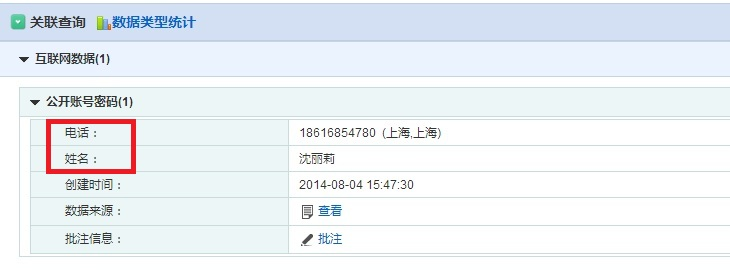 关联查询 数据类型统计
互联网数据(1)
公开账号密码(1)
电话： 18616854780 (上海,上海)
姓名： 沈丽莉
创建时间： 2014-08-04 15:47:30
数据来源： 查看
批注信息： 批注